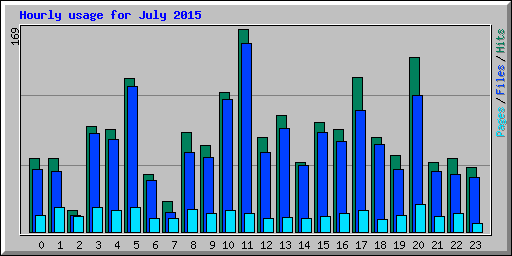 Hourly usage for July 2015
169
Pages/Files/Hits
0 1 2 3 4 5 6 7 8 9 10 11 12 13 14 15 16 17 18 19 20 21 22 23